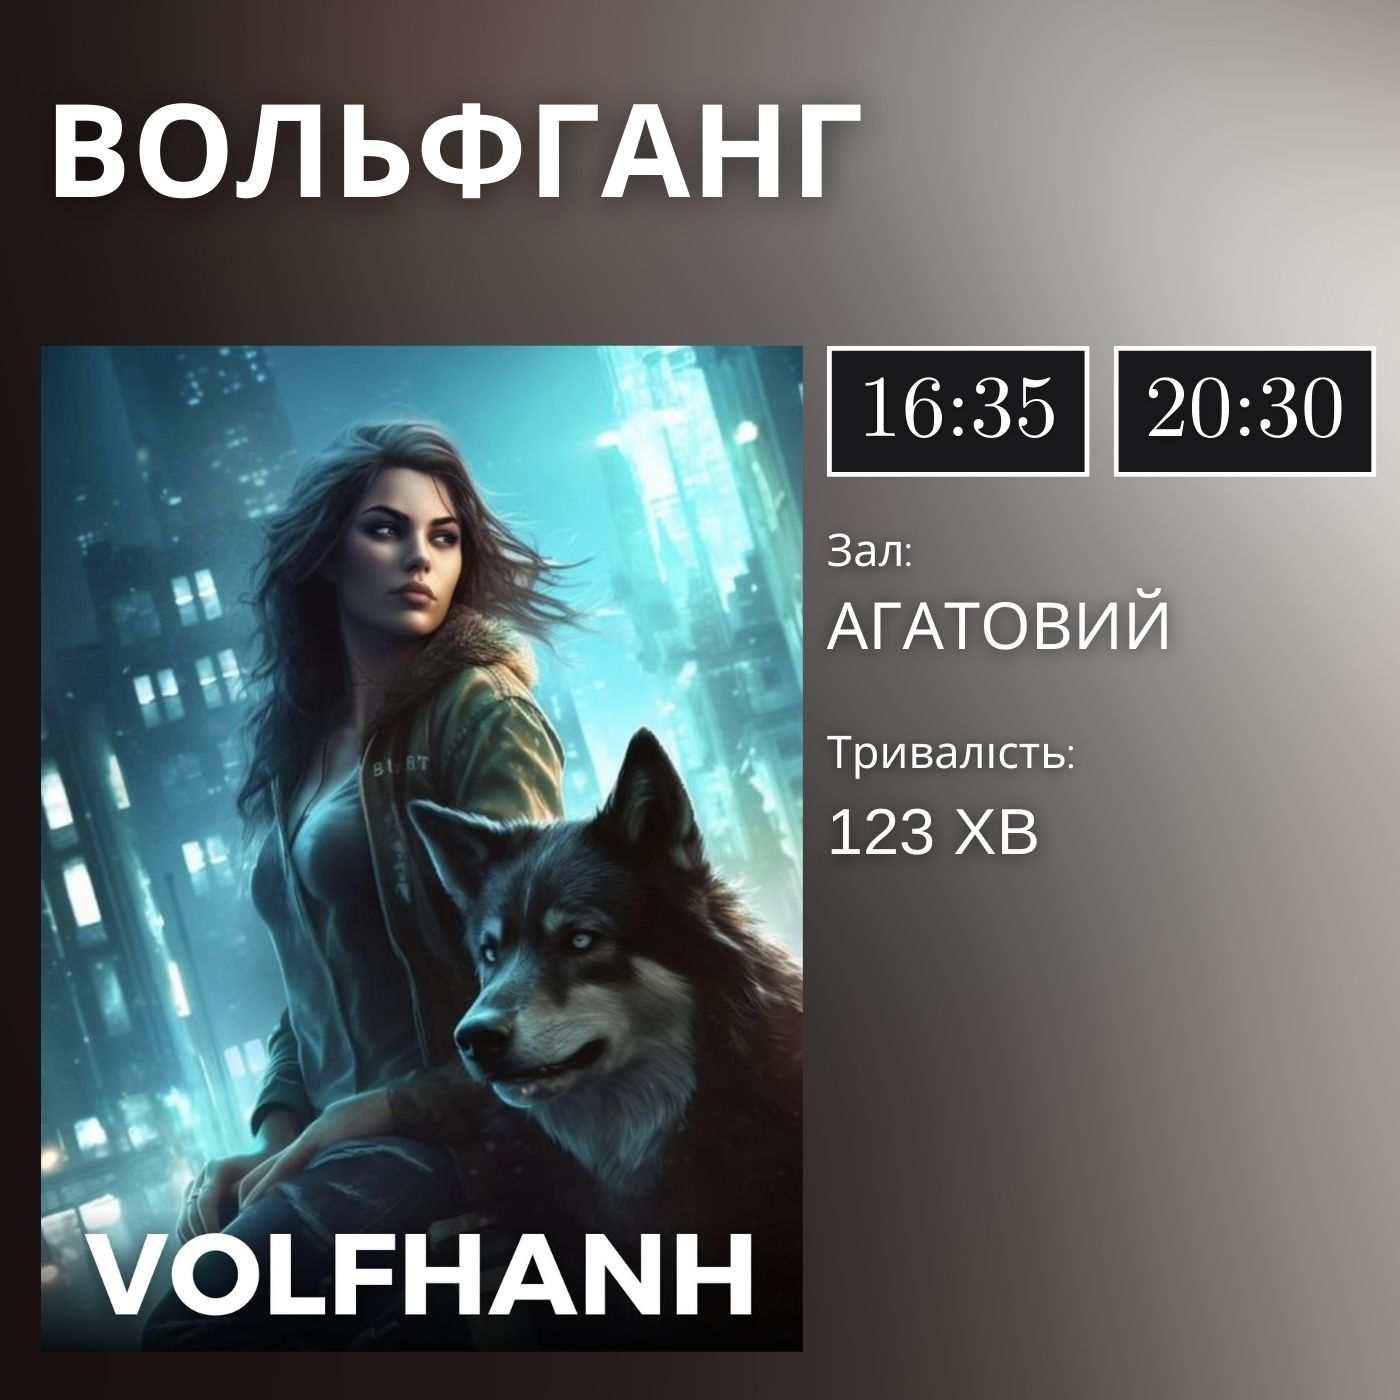 ВОЛЬФГАНГ
16:35 20:30
Зал:
АГАТОВИЙ
Тривалість:
123 ХВ
VOLFHANH